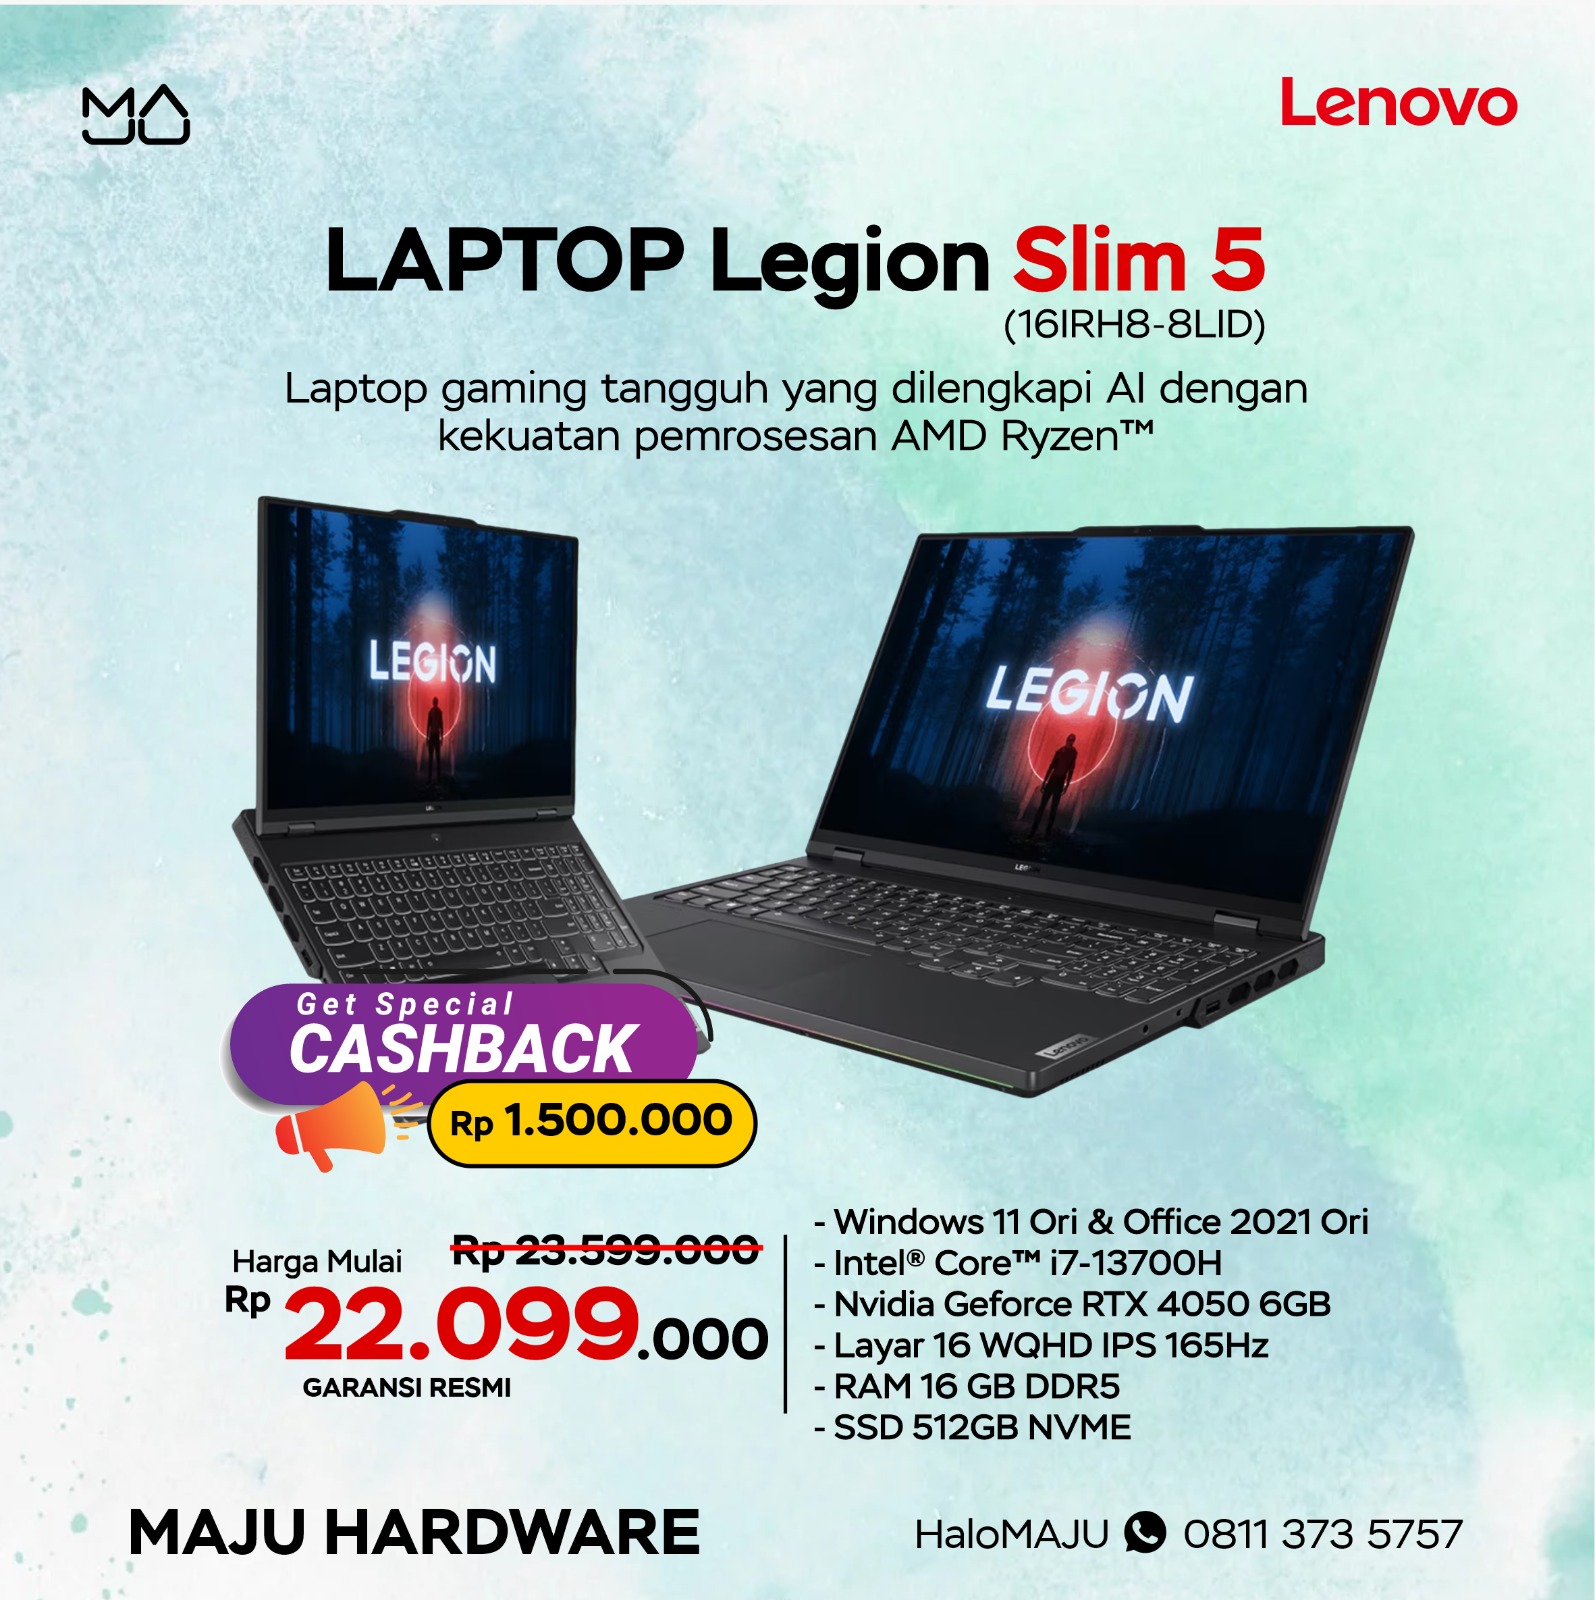 MAJU
Lenovo
LAPTOP Legion Slim 5
(16IRH8-8LID)
Laptop gaming tangguh yang dilengkapi AI dengan
kekuatan pemrosesan AMD Ryzen™
LEGION
LEGION
LEGION
Lenovo
Get Special
CASHBACK
Rp 1.500.000
Harga Mulai Rp 23.599.000
Rp 22.099.000
GARANSI RESMI
- Windows 11 Ori & Office 2021 Ori
- Intel® Core™ i7-13700H
- Nvidia Geforce RTX 4050 6GB
- Layar 16 WQHD IPS 165Hz
- RAM 16 GB DDR5
- SSD 512GB NVME
MAJU HARDWARE
HaloMAJU 0811 373 5757